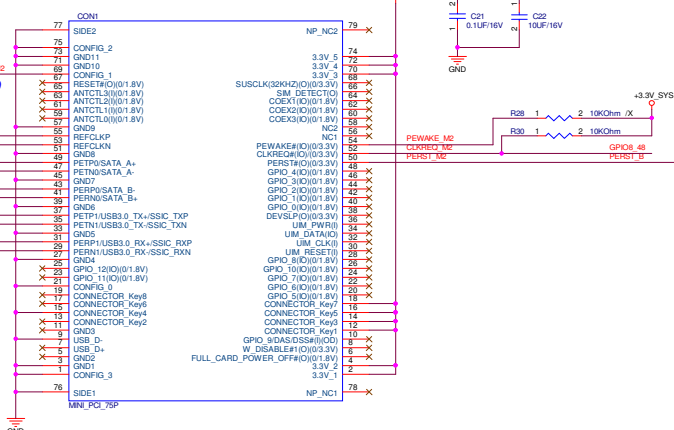 CON1
77 SIDE2 NP_NC2 79
75 CONFIG_2
73 GND11 3.3V_5 74
71 GND10 3.3V_4 72
69 CONFIG_1 3.3V_3 70
67 RESET#(O)(0/1.8V) SUSCLK(32KHZ)(O)(0/3.3V) 68
65 ANTCTL3(I)(0/1.8V) SIM_DETECT(O) 66
63 ANTCTL2(I)(0/1.8V) COEX1(IO)(0/1.8V) 64
61 ANTCTL1(I)(0/1.8V) COEX2(IO)(0/1.8V) 62
59 ANTCTL0(I)(0/1.8V) COEX3(IO)(0/1.8V) 60
57 GND9 NC2 58
55 REFCLKP NC1 56
53 REFCLKN PEWAKE#(IO)(0/3.3V) 54
51 GND8 CLKREQ#(IO)(0/3.3V) 52
49 PETP0/SATA_A+ PERST#(O)(0/3.3V) 50
47 PETN0/SATA_A- GPIO_4(IO)(0/1.8V) 48
45 GND7 GPIO_3(IO)(0/1.8V) 46
43 PERP0/SATA_B- GPIO_2(IO)(0/1.8V) 44
41 PERN0/SATA_B+ GPIO_1(IO)(0/1.8V) 42
39 GND6 GPIO_0(IO)(0/1.8V) 40
37 PETP1/USB3.0_TX+/SSIC_TXP DEVSLP(O)(0/3.3V) 38
35 PETN1/USB3.0_TX-/SSIC_TXN UIM_PWR(I) 36
33 GND5 UIM_DATA(IO) 34
31 PERP1/USB3.0_RX+/SSIC_RXP UIM_CLK(I) 32
29 PERN1/USB3.0_RX-/SSIC_RXN UIM_RESET(I) 30
27 GND4 GPIO_8(IO)(0/1.8V) 28
25 GPIO_12(IO)(0/1.8V) GPIO_10(IO)(0/1.8V) 26
23 GPIO_11(IO)(0/1.8V) GPIO_7(IO)(0/1.8V) 24
21 CONFIG_0 GPIO_6(IO)(0/1.8V) 22
19 CONNECTOR_Key8 GPIO_5(IO)(0/1.8V) 20
17 CONNECTOR_Key6 CONNECTOR_Key7 18
15 CONNECTOR_Key4 CONNECTOR_Key5 16
13 CONNECTOR_Key2 CONNECTOR_Key3 14
11 GND3 CONNECTOR_Key1 12
9 USB_D- GPIO_9/DAS/DSS#(I)(OD) 10
7 USB_D+ W_DISABLE#1(O)(0/3.3V) 8
5 GND2 FULL_CARD_POWER_OFF#(O)(0/1.8V) 6
3 GND1 3.3V_2 4
1 CONFIG_3 3.3V_1 2
76 SIDE1 NP_NC1 78
MINI_PCI_75P
2 2
C21 C22
0.1UF/16V 10UF/16V
1 1
GND
+3.3V_SYS
R28 1 2 10KOhm /X
R30 1 2 10KOhm
PEWAKE_M2
CLKREQ_M2 GPIO8_48
PERST_M2 PERST_B